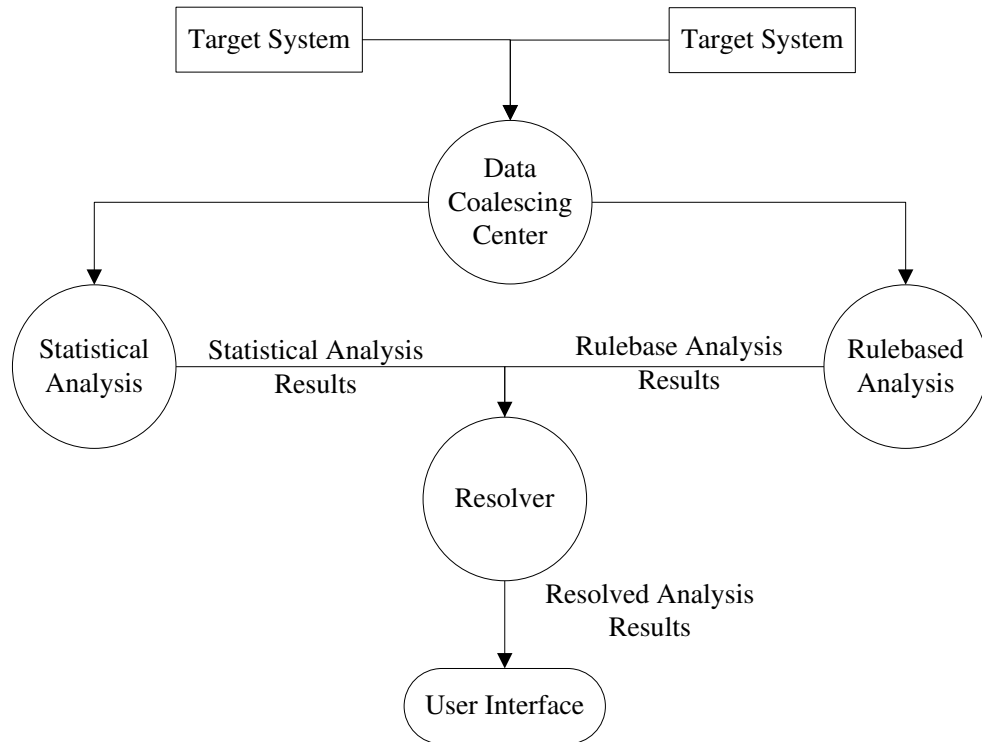 Target System
Target System
Data
Coalescing
Center
Statistical
Analysis
Statistical Analysis
Results
Rulebase Analysis
Results
Rulebased
Analysis
Resolver
Resolved Analysis
Results
User Interface